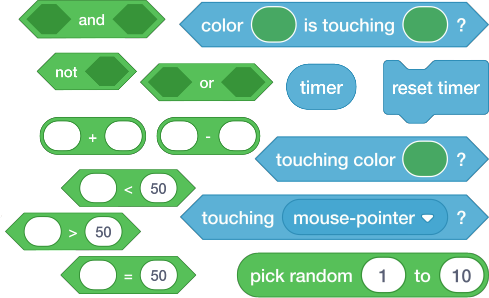 and
color is touching ?
not
or
timer
reset timer
+
-
touching color ?
< 50
touching mouse-pointer ?
> 50
= 50
pick random 1 to 10